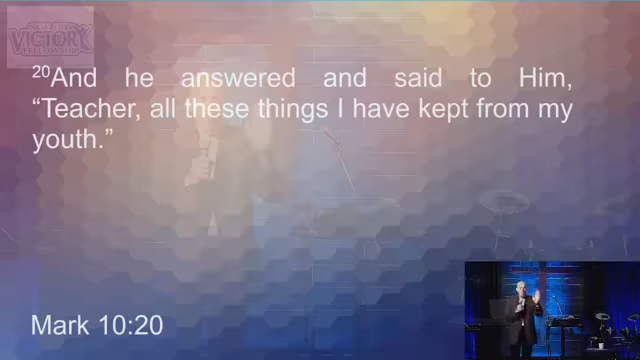 VICTORY
FELLOWSHIP
20And he answered and said to Him,
“Teacher, all these things I have kept from my
youth.”
Mark 10:20